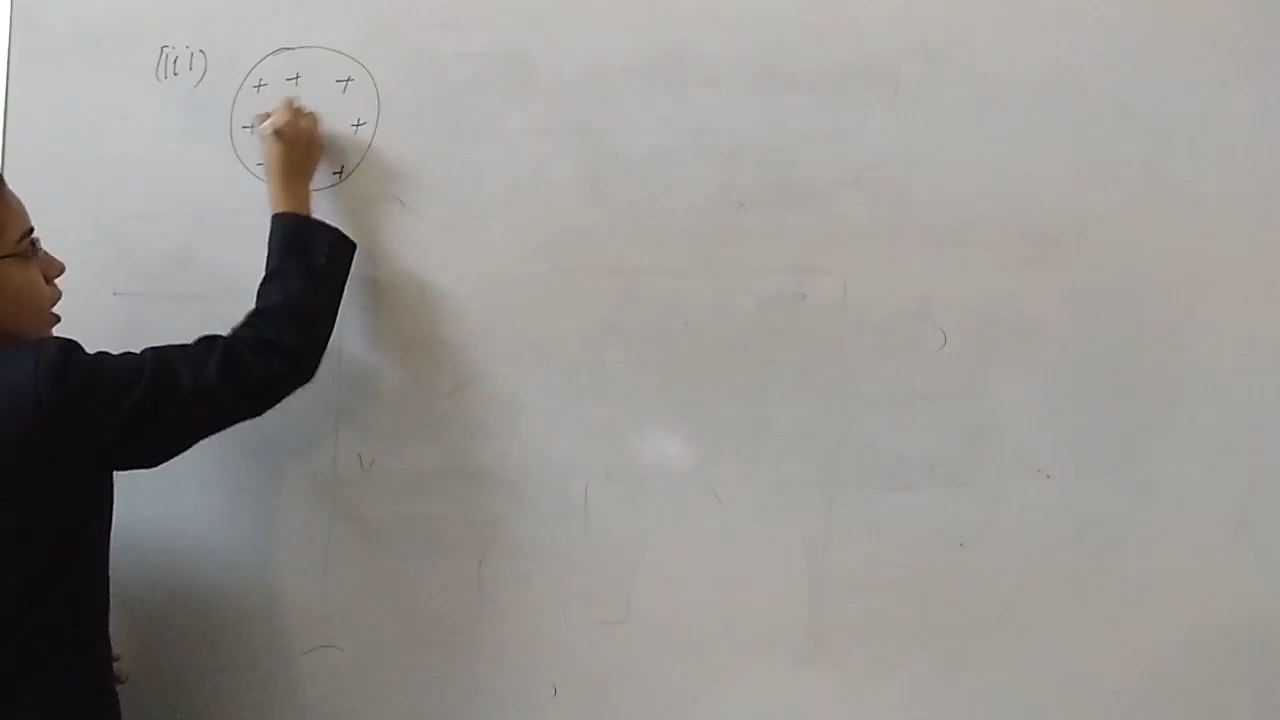 (iii)
+ + +
+ +
+